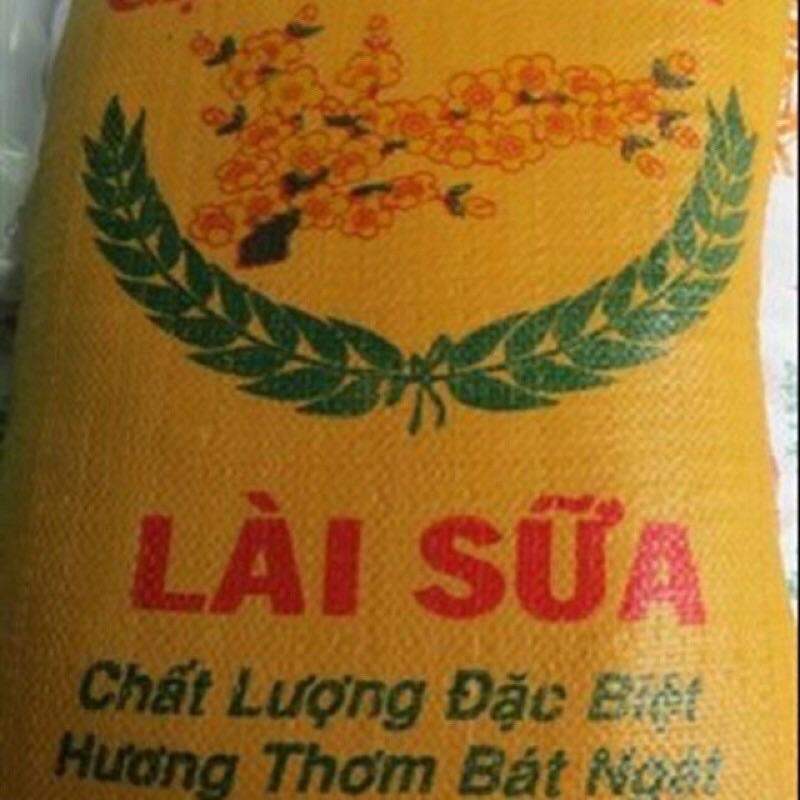 LÀI SỮA
Chất Lượng Đặc Biệt
Hương Thơm Bát Ngát